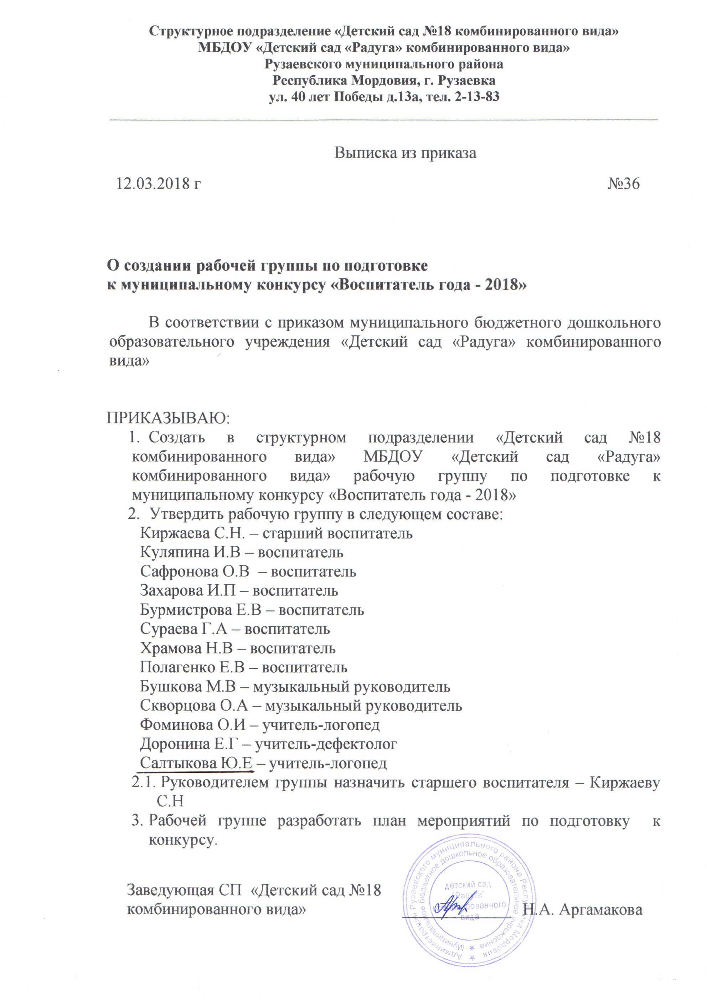 Структурное подразделение «Детский сад №18 комбинированного вида»
МБДОУ «Детский сад «Радуга» комбинированного вида»
Рузаевского муниципального района
Республика Мордовия, г. Рузаевка
ул. 40 лет Победы д.13а, тел. 2-13-83
Выписка из приказа
12.03.2018 г №36
О создании рабочей группы по подготовке
к муниципальному конкурсу «Воспитатель года - 2018»
В соответствии с приказом муниципального бюджетного дошкольного
образовательного учреждения «Детский сад «Радуга» комбинированного
вида»
ПРИКАЗЫВАЮ:
1. Создать в структурном подразделении «Детский сад №18
комбинированного вида» МБДОУ «Детский сад «Радуга»
комбинированного вида» рабочую группу по подготовке к
муниципальному конкурсу «Воспитатель года - 2018»
2. Утвердить рабочую группу в следующем составе:
Киржаева С.Н. – старший воспитатель
Куляпина И.В – воспитатель
Сафронова О.В – воспитатель
Захарова И.П – воспитатель
Бурмистрова Е.В – воспитатель
Сураева Г.А – воспитатель
Храмова Н.В – воспитатель
Полагенко Е.В – воспитатель
Бушкова М.В – музыкальный руководитель
Скворцова О.А – музыкальный руководитель
Фоминова О.И – учитель-логопед
Доронина Е.Г – учитель-дефектолог
Салтыкова Ю.Е – учитель-логопед
2.1. Руководителем группы назначить старшего воспитателя – Киржаеву
С.Н
3. Рабочей группе разработать план мероприятий по подготовку к
конкурсу.
Заведующая СП «Детский сад №18
комбинированного вида» Н.А. Аргамакова
Администрация Рузаевского муниципального района Республики Мордовия
Муниципальное бюджетное дошкольное образовательное учреждение
детский сад
"Радуга"
комбинированного
вида